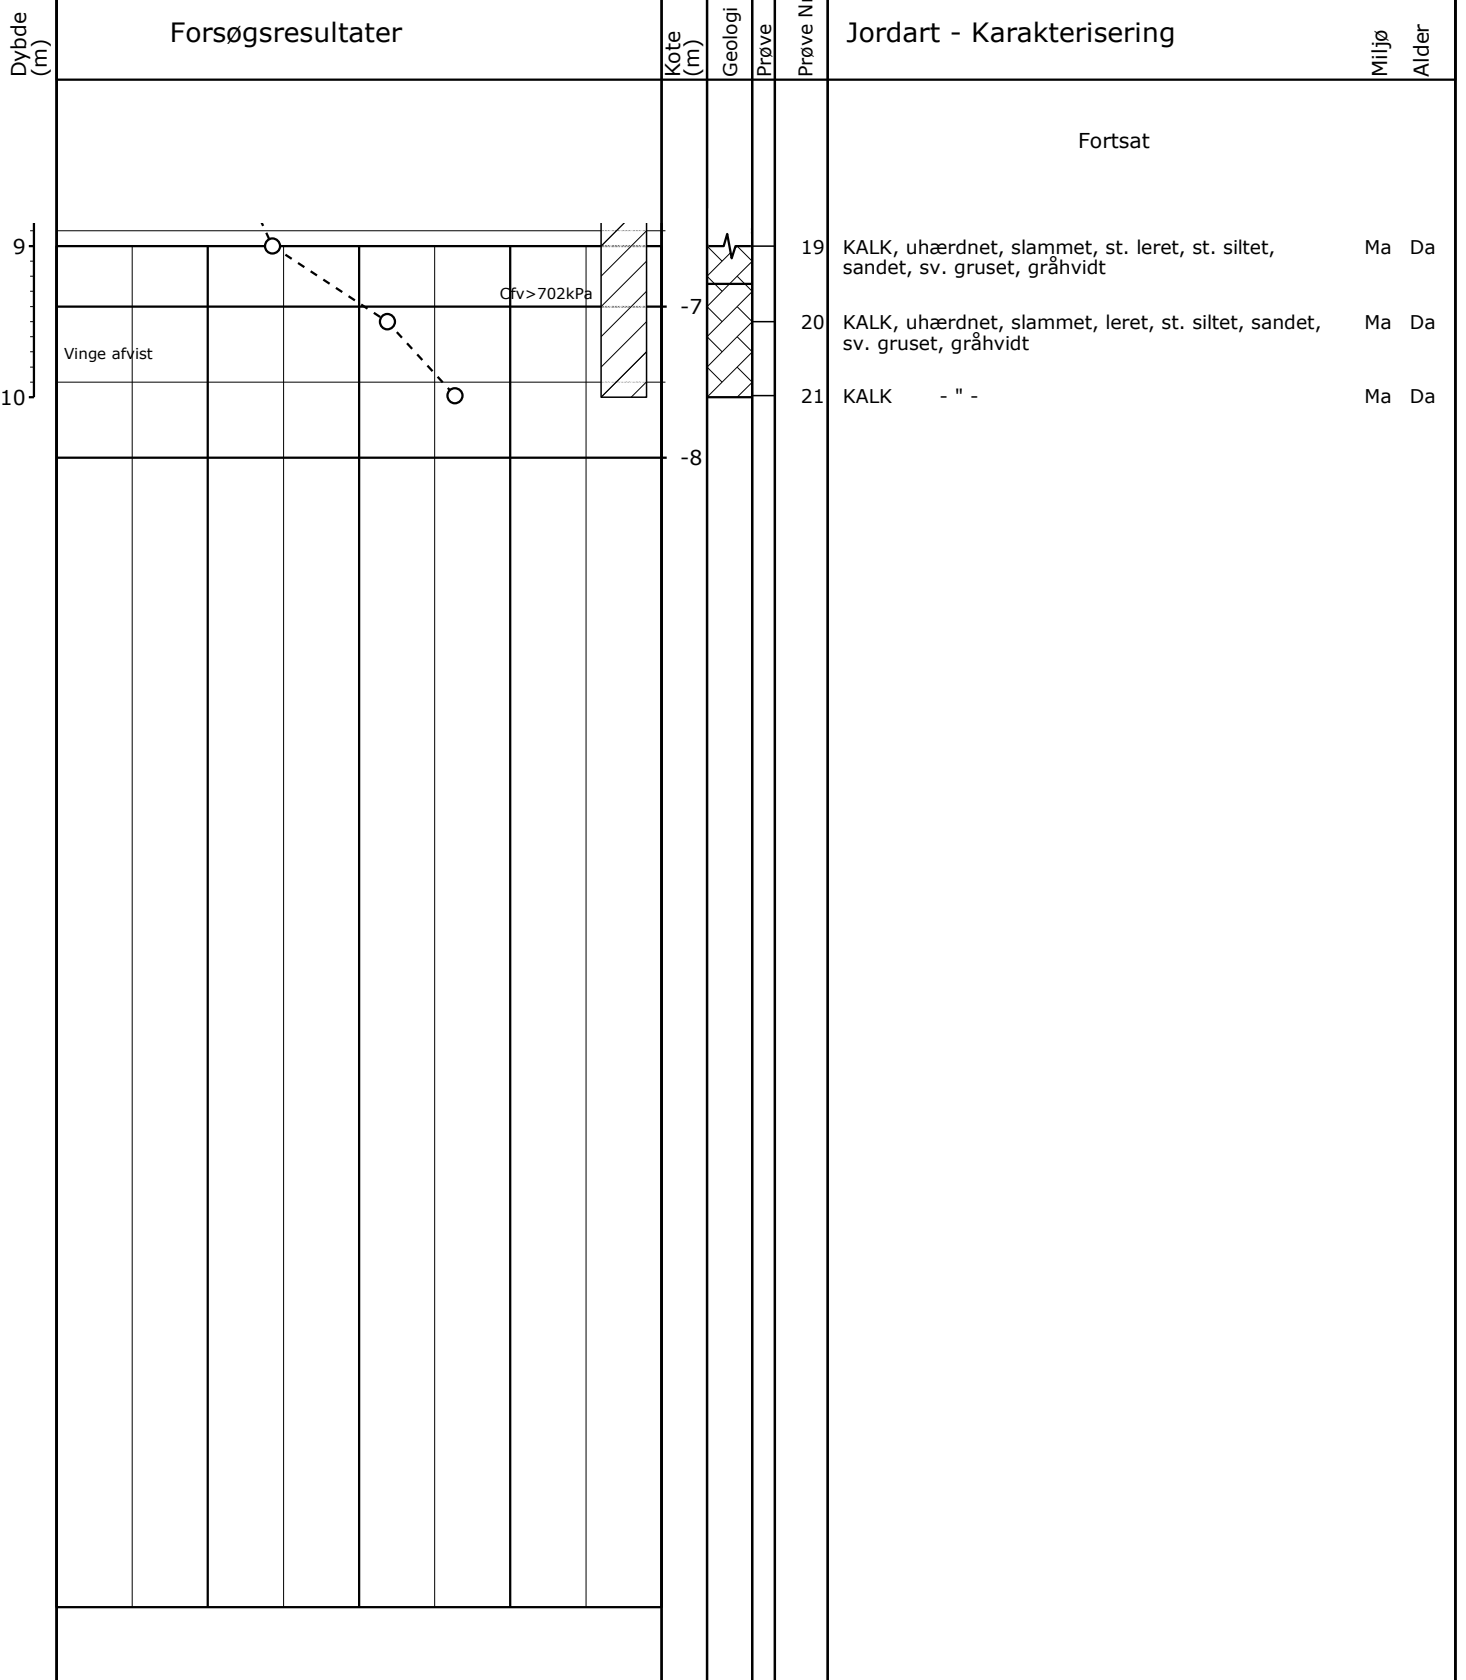 Dybde
(m)
Forsøgsresultater
Kote
(m)
Geologi
Prøve
Prøve Nr
Jordart - Karakterisering
Miljø
Alder
Fortsat
9
19
KALK, uhærdnet, slammet, st. leret, st. siltet,
Ma Da
sandet, sv. gruset, gråhvidt
Cfv>702kPa
-7
20
KALK, uhærdnet, slammet, leret, st. siltet, sandet,
Ma Da
sv. gruset, gråhvidt
Vinge afvist
10
21
KALK - " -
Ma Da
-8